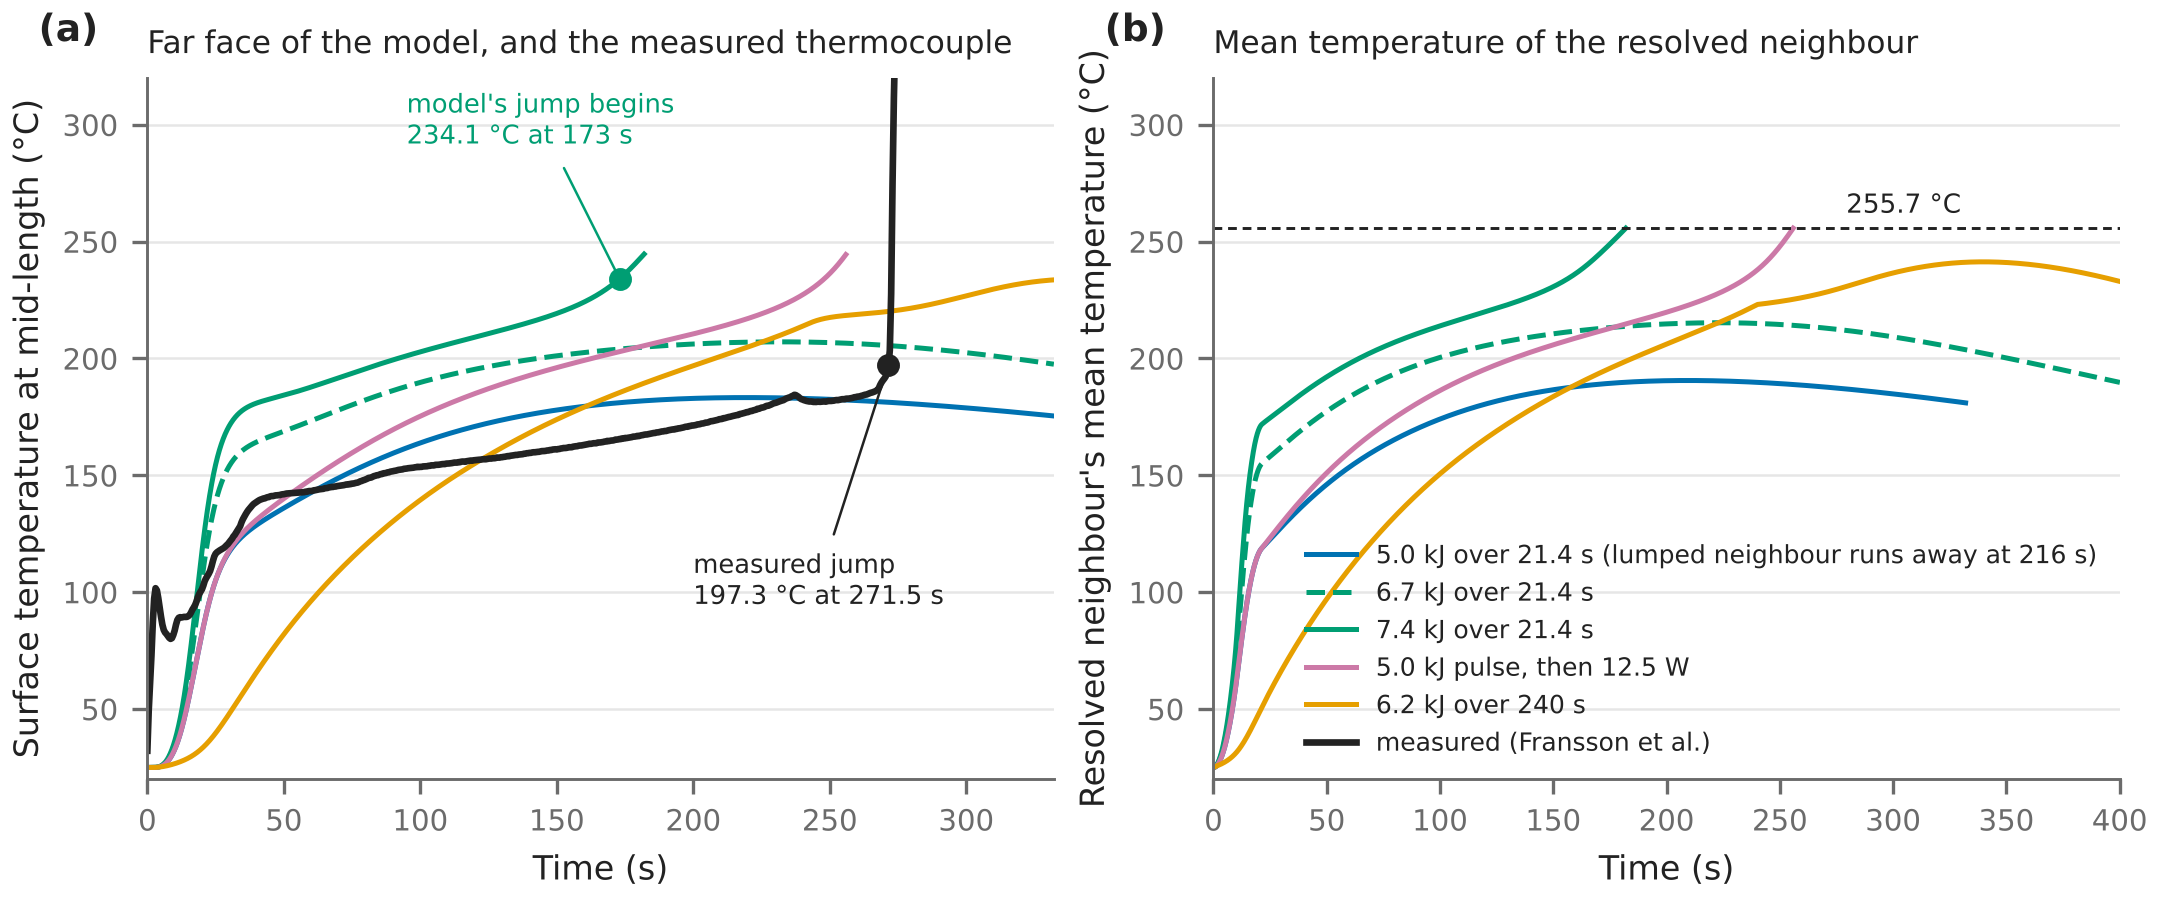 (a)
Far face of the model, and the measured thermocouple
Surface temperature at mid-length (°C)
300
250
200
150
100
50
0
50
100
150
200
250
300
Time (s)
model's jump begins
234.1 °C at 173 s
measured jump
197.3 °C at 271.5 s
(b)
Mean temperature of the resolved neighbour
Resolved neighbour's mean temperature (°C)
300
250
200
150
100
50
0
50
100
150
200
250
300
350
400
Time (s)
255.7 °C
5.0 kJ over 21.4 s (lumped neighbour runs away at 216 s)
6.7 kJ over 21.4 s
7.4 kJ over 21.4 s
5.0 kJ pulse, then 12.5 W
6.2 kJ over 240 s
measured (Fransson et al.)